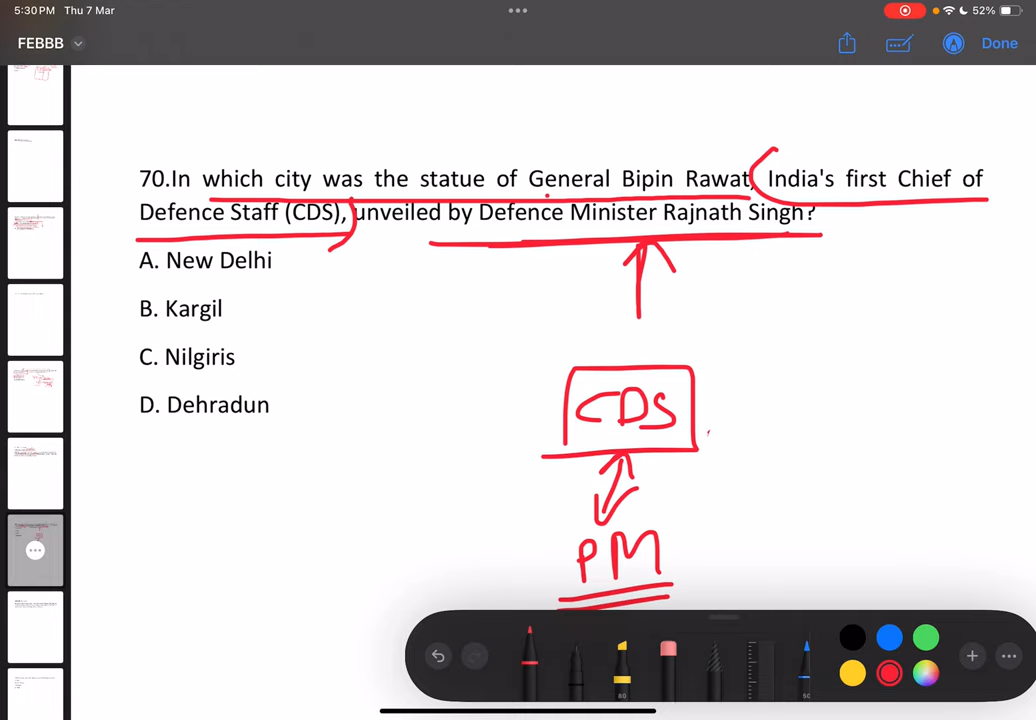 5:30 PM Thu 7 Mar
52%
FEBBB
Done
70.In which city was the statue of General Bipin Rawat, India's first Chief of
Defence Staff (CDS), unveiled by Defence Minister Rajnath Singh?
A. New Delhi
B. Kargil
C. Nilgiris
D. Dehradun
CDS
PM
80
50